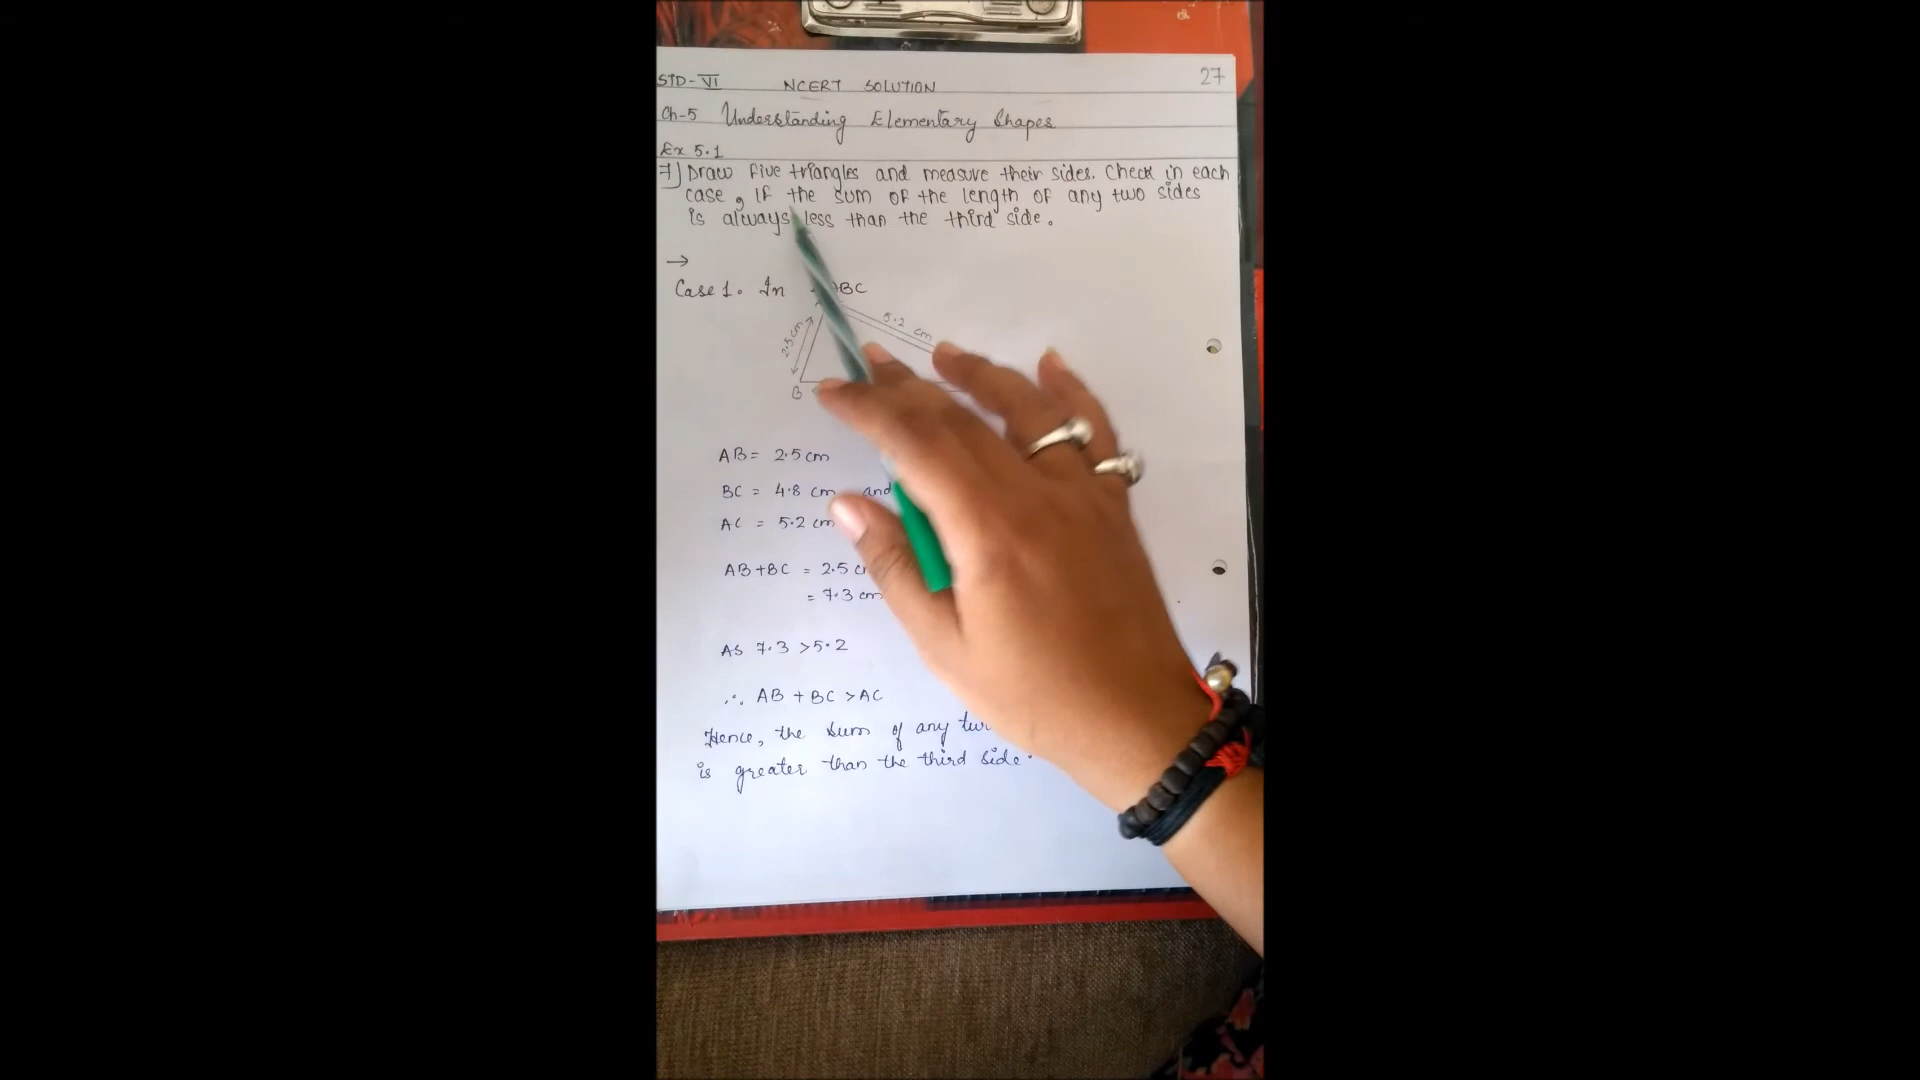 STD-VI NCERT SOLUTION 27
Ch-5 Understanding Elementary Shapes
Ex 5.1
7) Draw five triangles and measure their sides. Check in each
case, if the sum of the length of any two sides
is always less than the third side.
→
Case 1. In BC
5.2 cm
2.5 cm
B
AB = 2.5 cm
BC = 4.8 cm and
AC = 5.2 cm
AB+BC = 2.5
= 7.3 cm
AS 7.3 >5.2
∴ AB + BC >AC
Hence, the sum of any
is greater than the third side.